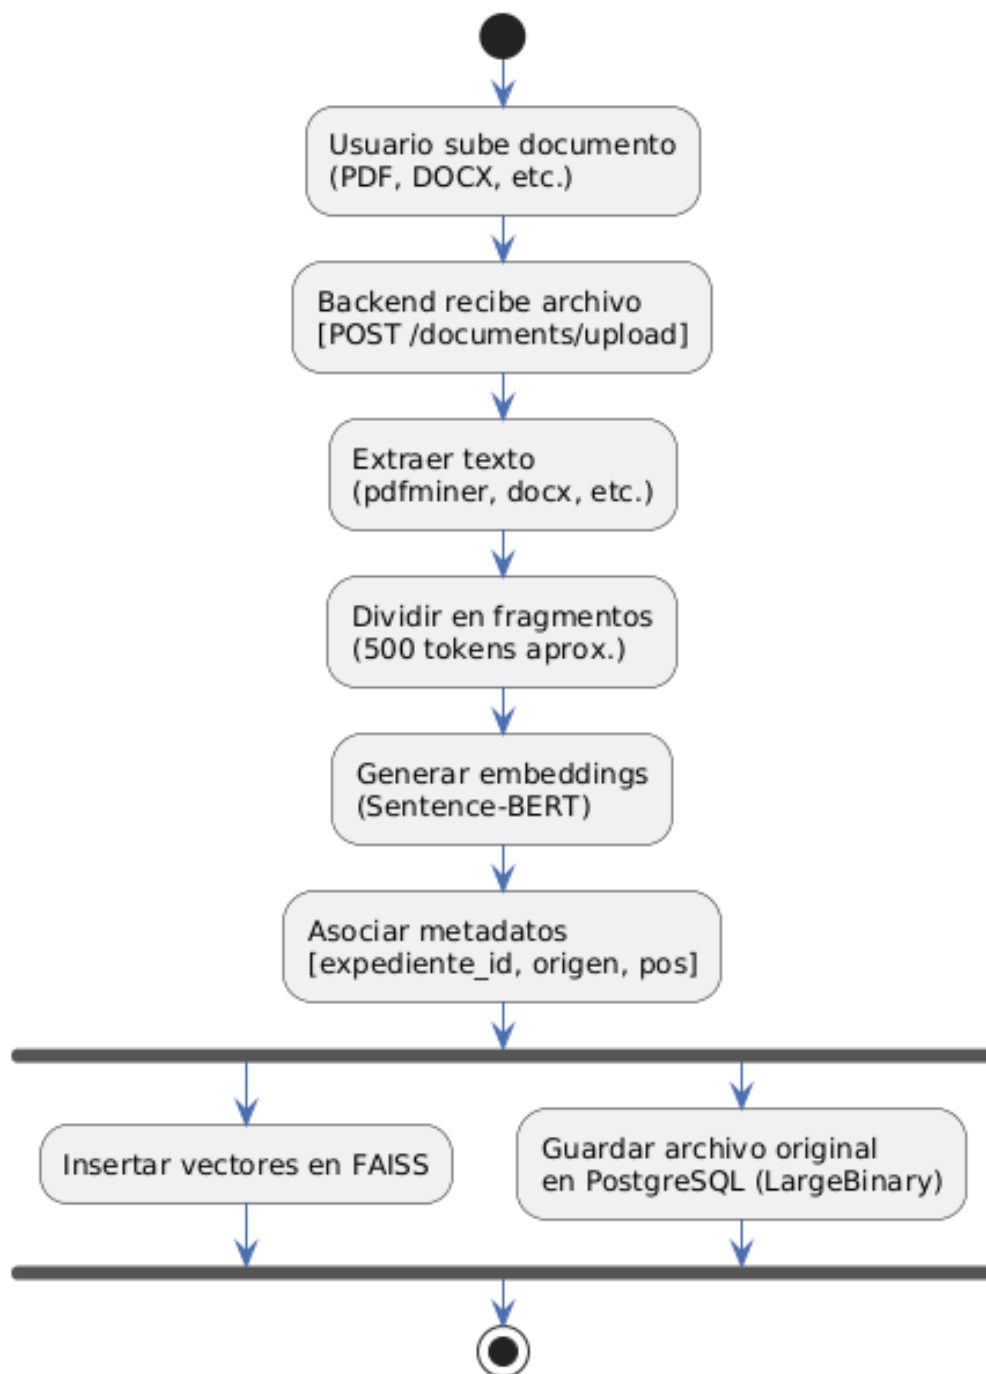 Usuario sube documento
(PDF, DOCX, etc.)
Backend recibe archivo
[POST /documents/upload]
Extraer texto
(pdfminer, docx, etc.)
Dividir en fragmentos
(500 tokens aprox.)
Generar embeddings
(Sentence-BERT)
Asociar metadatos
[expediente_id, origen, pos]
Insertar vectores en FAISS
Guardar archivo original
en PostgreSQL (LargeBinary)